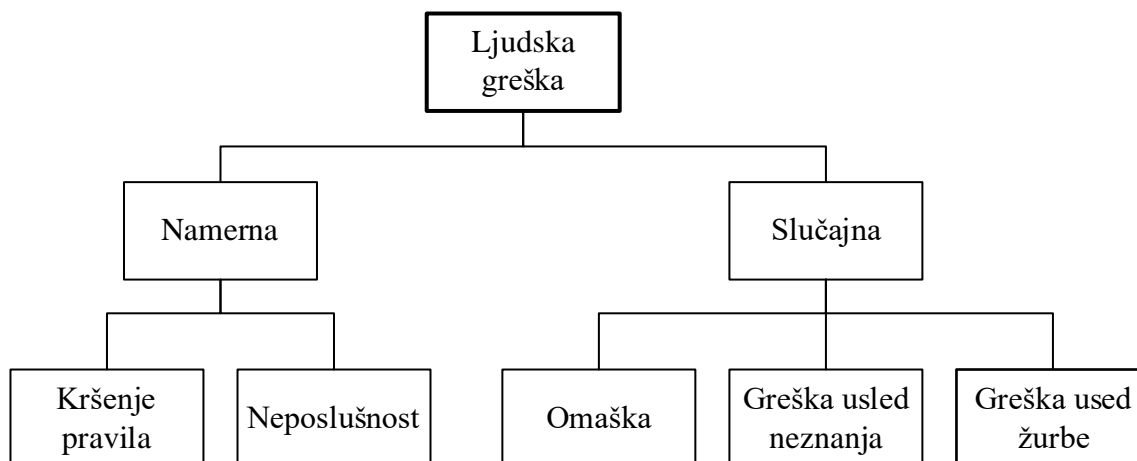 Ljudska
greška
Namerna
Slučajna
Kršenje
pravila
Neposlušnost
Omaška
Greška usled
neznanja
Greška used
žurbe